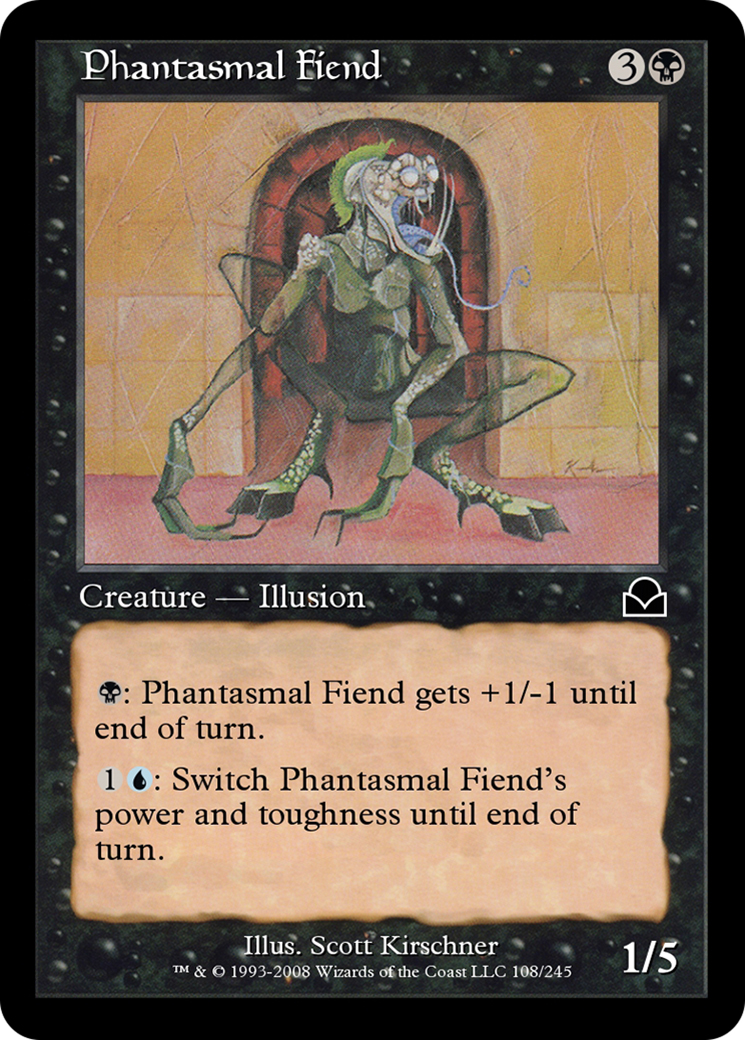 Phantasmal Fiend
3
Creature — Illusion
: Phantasmal Fiend gets +1/-1 until
end of turn.
1 : Switch Phantasmal Fiend's
power and toughness until end of
turn.
Illus. Scott Kirschner
™ & © 1993-2008 Wizards of the Coast LLC 108/245
1/5